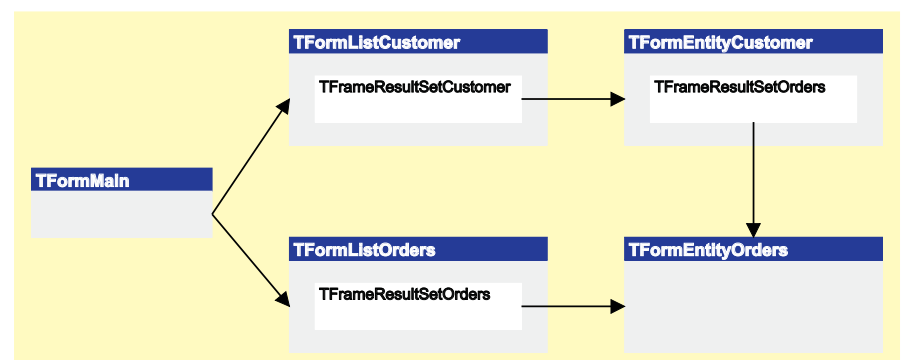 TFormListCustomer
TFrameResultSetCustomer
TFormEntityCustomer
TFrameResultSetOrders
TFormMain
TFormListOrders
TFrameResultSetOrders
TFormEntityOrders